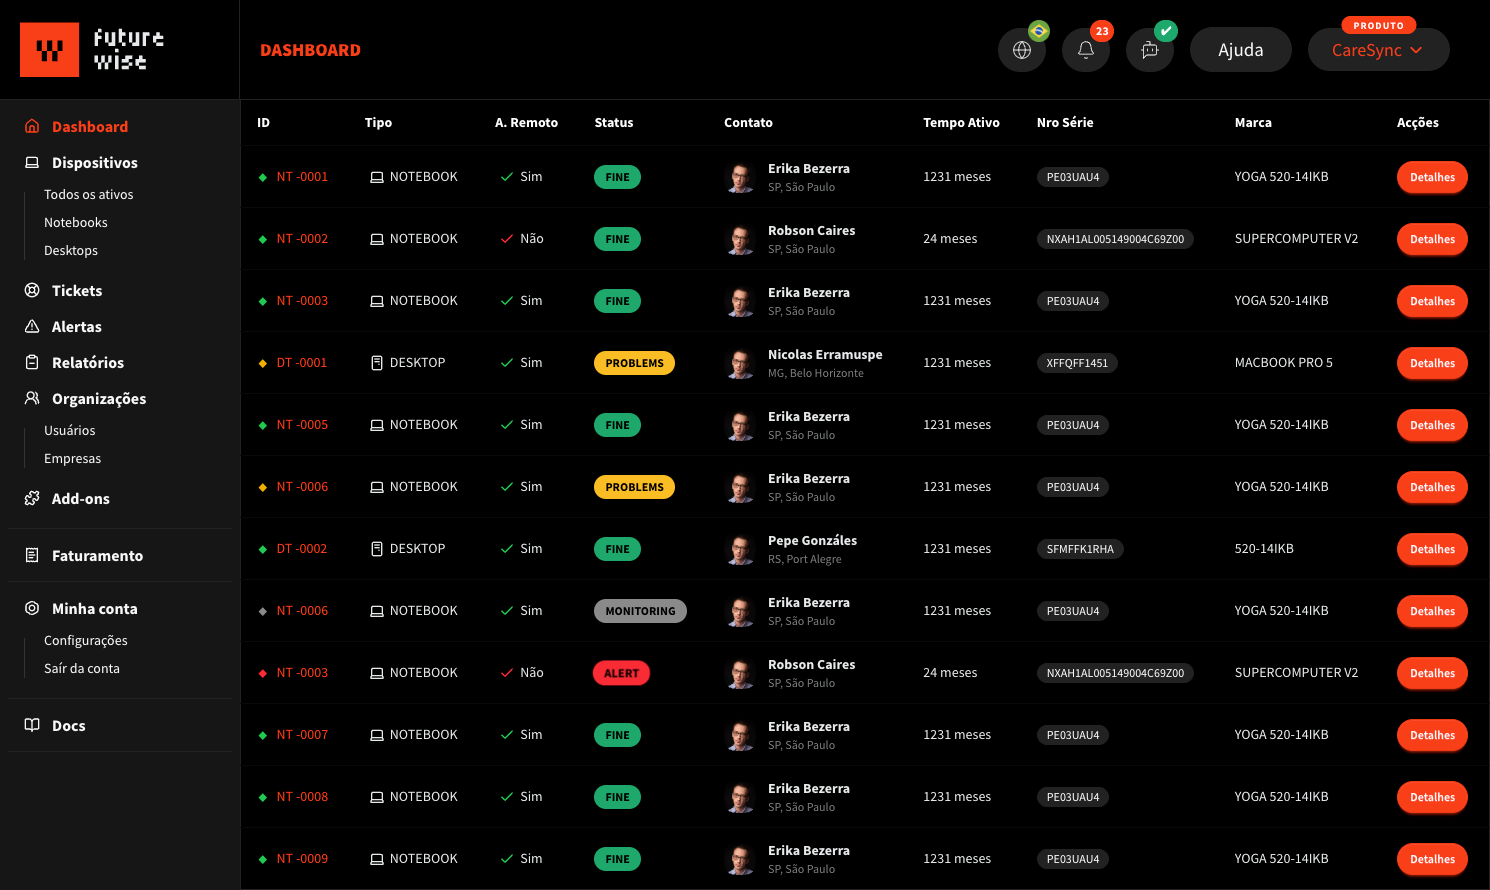 future
wise
DASHBOARD
23
Ajuda
PRODUTO
CareSync
Dashboard
Dispositivos
Todos os ativos
Notebooks
Desktops
Tickets
Alertas
Relatórios
Organizações
Usuários
Empresas
Add-ons
Faturamento
Minha conta
Configurações
Saír da conta
Docs
ID Tipo A. Remoto Status Contato Tempo Ativo Nro Série Marca Acções
NT -0001 NOTEBOOK Sim FINE Erika Bezerra 1231 meses PE03UAU4 YOGA 520-14IKB Detalhes
SP, São Paulo
NT -0002 NOTEBOOK Não FINE Robson Caires 24 meses NXAH1AL005149004C69Z00 SUPERCOMPUTER V2 Detalhes
SP, São Paulo
NT -0003 NOTEBOOK Sim FINE Erika Bezerra 1231 meses PE03UAU4 YOGA 520-14IKB Detalhes
SP, São Paulo
DT -0001 DESKTOP Sim PROBLEMS Nicolas Erramuspe 1231 meses XFFQFF1451 MACBOOK PRO 5 Detalhes
MG, Belo Horizonte
NT -0005 NOTEBOOK Sim FINE Erika Bezerra 1231 meses PE03UAU4 YOGA 520-14IKB Detalhes
SP, São Paulo
NT -0006 NOTEBOOK Sim PROBLEMS Erika Bezerra 1231 meses PE03UAU4 YOGA 520-14IKB Detalhes
SP, São Paulo
DT -0002 DESKTOP Sim FINE Pepe Gonzáles 1231 meses SFMFFK1RHA 520-14IKB Detalhes
RS, Port Alegre
NT -0006 NOTEBOOK Sim MONITORING Erika Bezerra 1231 meses PE03UAU4 YOGA 520-14IKB Detalhes
SP, São Paulo
NT -0003 NOTEBOOK Não ALERT Robson Caires 24 meses NXAH1AL005149004C69Z00 SUPERCOMPUTER V2 Detalhes
SP, São Paulo
NT -0007 NOTEBOOK Sim FINE Erika Bezerra 1231 meses PE03UAU4 YOGA 520-14IKB Detalhes
SP, São Paulo
NT -0008 NOTEBOOK Sim FINE Erika Bezerra 1231 meses PE03UAU4 YOGA 520-14IKB Detalhes
SP, São Paulo
NT -0009 NOTEBOOK Sim FINE Erika Bezerra 1231 meses PE03UAU4 YOGA 520-14IKB Detalhes
SP, São Paulo